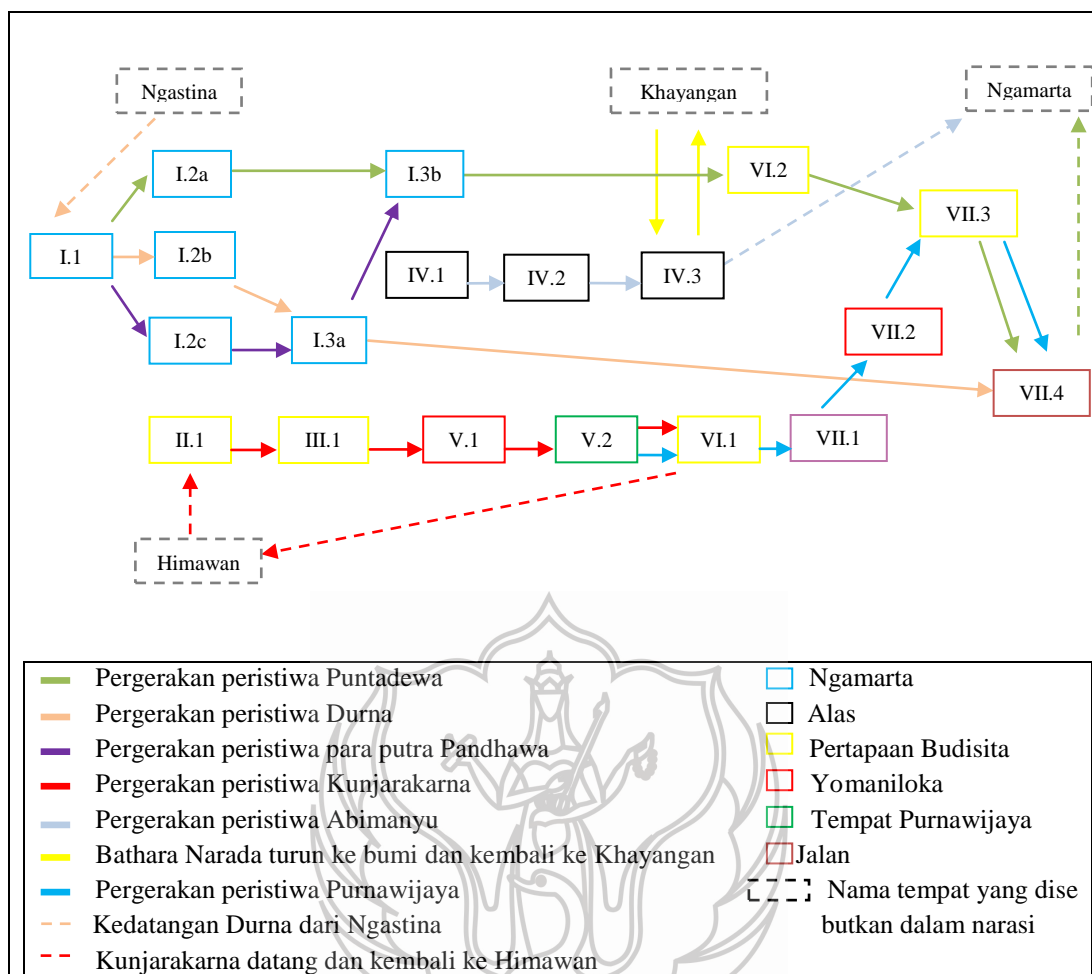 Ngastina
Khayangan
Ngamarta
I.2a
I.3b
VI.2
VII.3
I.1
I.2b
IV.1
IV.2
IV.3
I.2c
I.3a
VII.2
VII.4
II.1
III.1
V.1
V.2
VI.1
VII.1
Himawan
Pergerakan peristiwa Puntadewa
Pergerakan peristiwa Durna
Pergerakan peristiwa para putra Pandhawa
Pergerakan peristiwa Kunjarakarna
Pergerakan peristiwa Abimanyu
Bathara Narada turun ke bumi dan kembali ke Khayangan
Pergerakan peristiwa Purnawijaya
Kedatangan Durna dari Ngastina
Kunjarakarna datang dan kembali ke Himawan
Ngamarta
Alas
Pertapaan Budisita
Yomaniloka
Tempat Purnawijaya
Jalan
Nama tempat yang dise
butkan dalam narasi